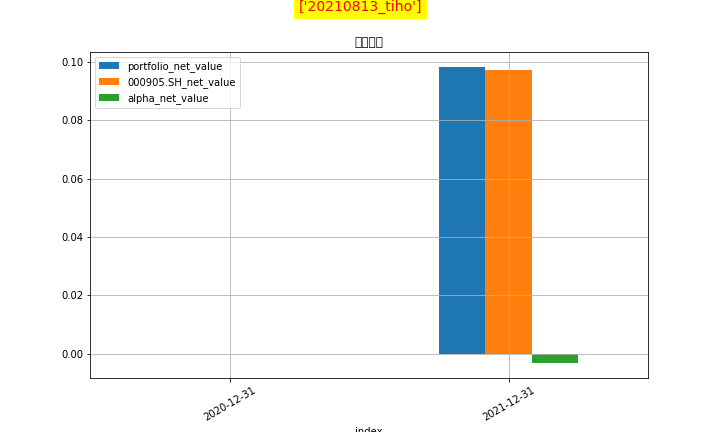 ['20210813_tiho']
portfolio_net_value
000905.SH_net_value
alpha_net_value
0.10
0.08
0.06
0.04
0.02
0.00
2020-12-31
2021-12-31
index